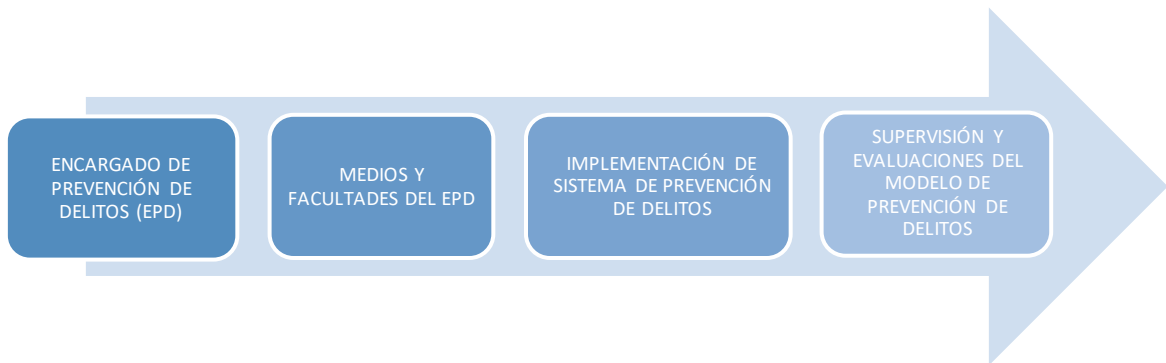 ENCARGADO DE
PREVENCIÓN DE
DELITOS (EPD)
MEDIOS Y
FACULTADES DEL EPD
IMPLEMENTACIÓN DE
SISTEMA DE PREVENCIÓN
DE DELITOS
SUPERVISIÓN Y
EVALUACIONES DEL
MODELO DE
PREVENCIÓN DE
DELITOS